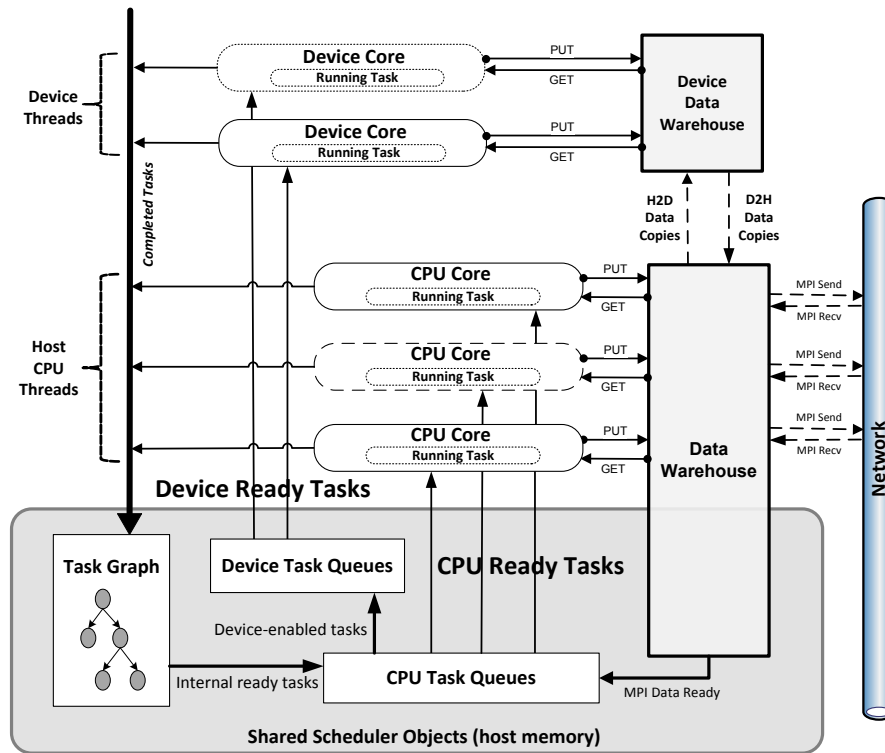 Device Core
Running Task
PUT
GET
Device
Data
Warehouse
Device
Threads
Device Core
Running Task
PUT
GET
Completed Tasks
H2D
Data
Copies
D2H
Data
Copies
CPU Core
Running Task
PUT
GET
MPI Send
MPI Recv
Host
CPU
Threads
CPU Core
Running Task
PUT
GET
MPI Send
MPI Recv
CPU Core
Running Task
PUT
GET
MPI Send
MPI Recv
Data
Warehouse
Network
Device Ready Tasks
Task Graph
Device Task Queues
CPU Ready Tasks
Device-enabled tasks
Internal ready tasks
CPU Task Queues
MPI Data Ready
Shared Scheduler Objects (host memory)